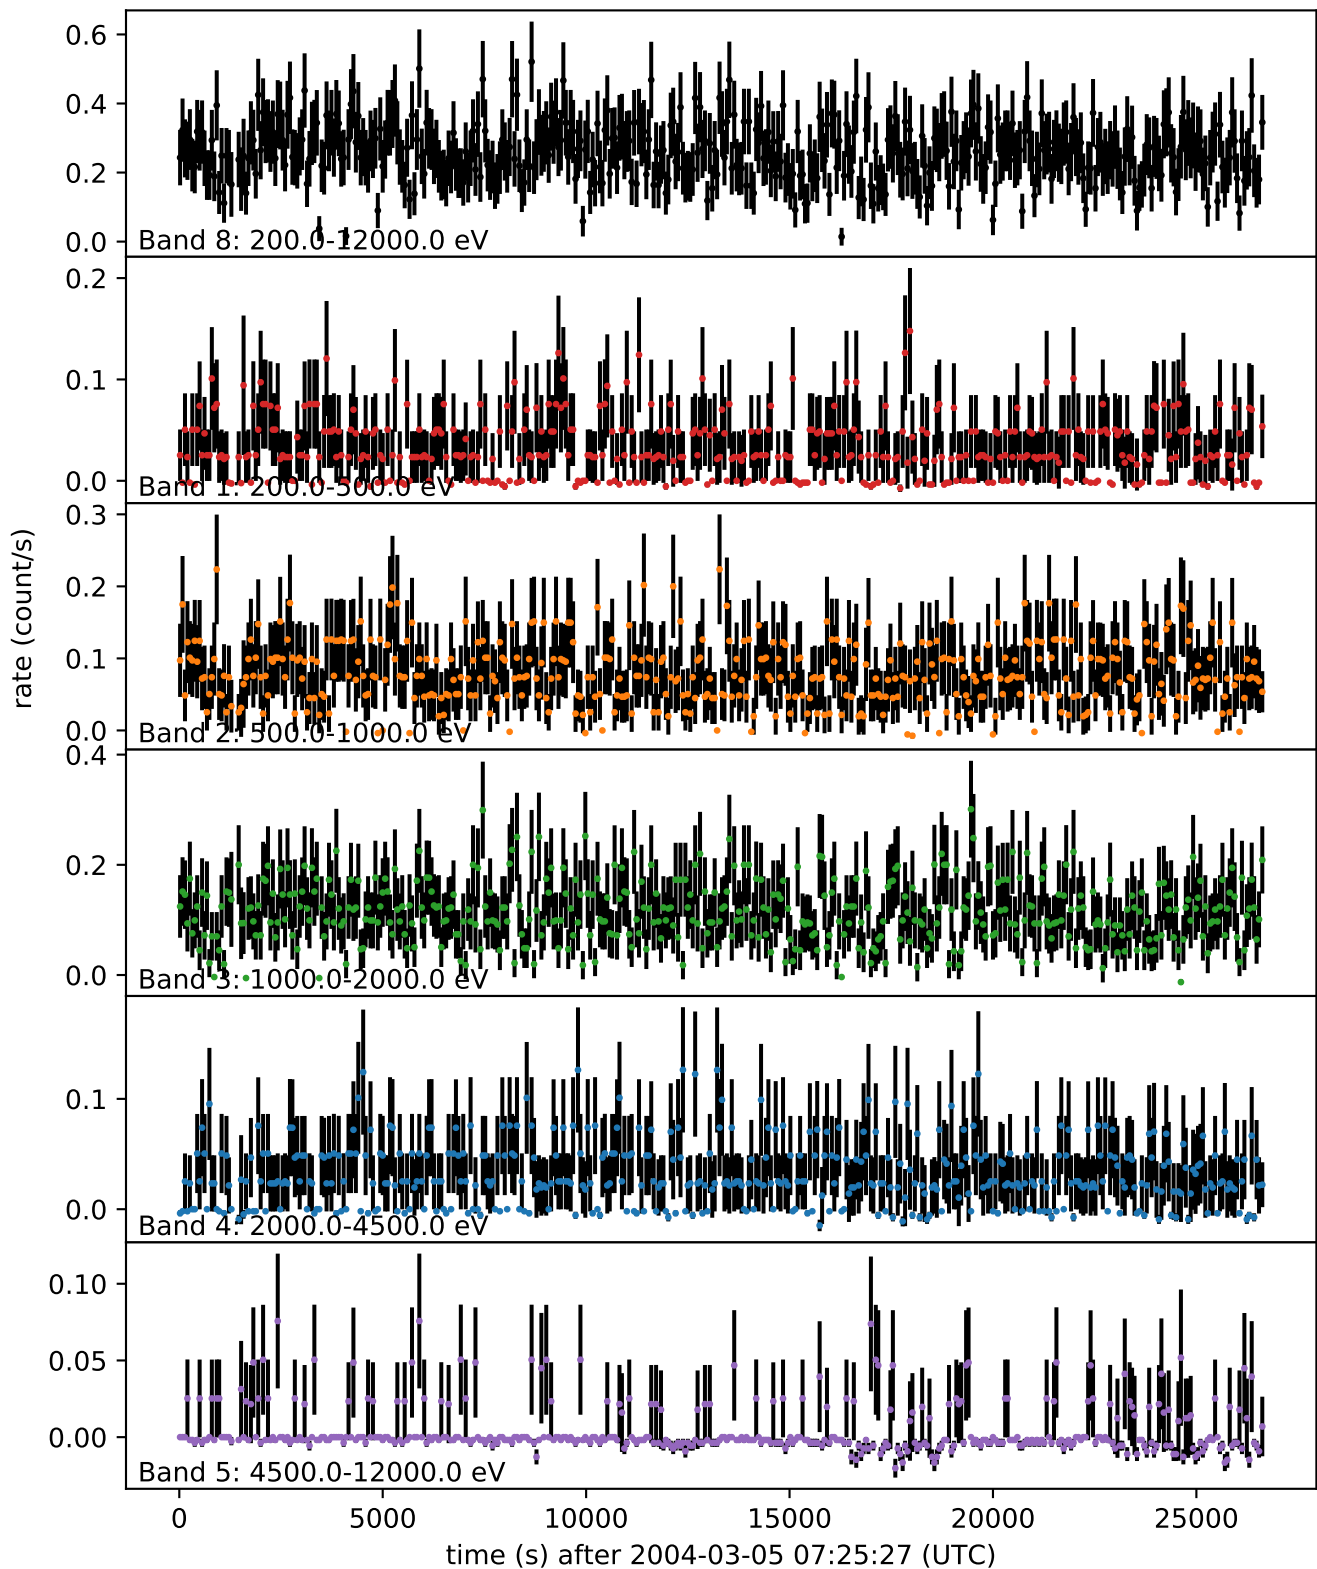 0.6
0.4
0.2
0.0
Band 8: 200.0-12000.0 eV
0.2
0.1
0.0
Band 1: 200.0-500.0 eV
0.3
0.2
0.1
0.0
Band 2: 500.0-1000.0 eV
rate (count/s)
0.4
0.2
0.0
Band 3: 1000.0-2000.0 eV
0.1
0.0
Band 4: 2000.0-4500.0 eV
0.10
0.05
0.00
Band 5: 4500.0-12000.0 eV
0 5000 10000 15000 20000 25000
time (s) after 2004-03-05 07:25:27 (UTC)